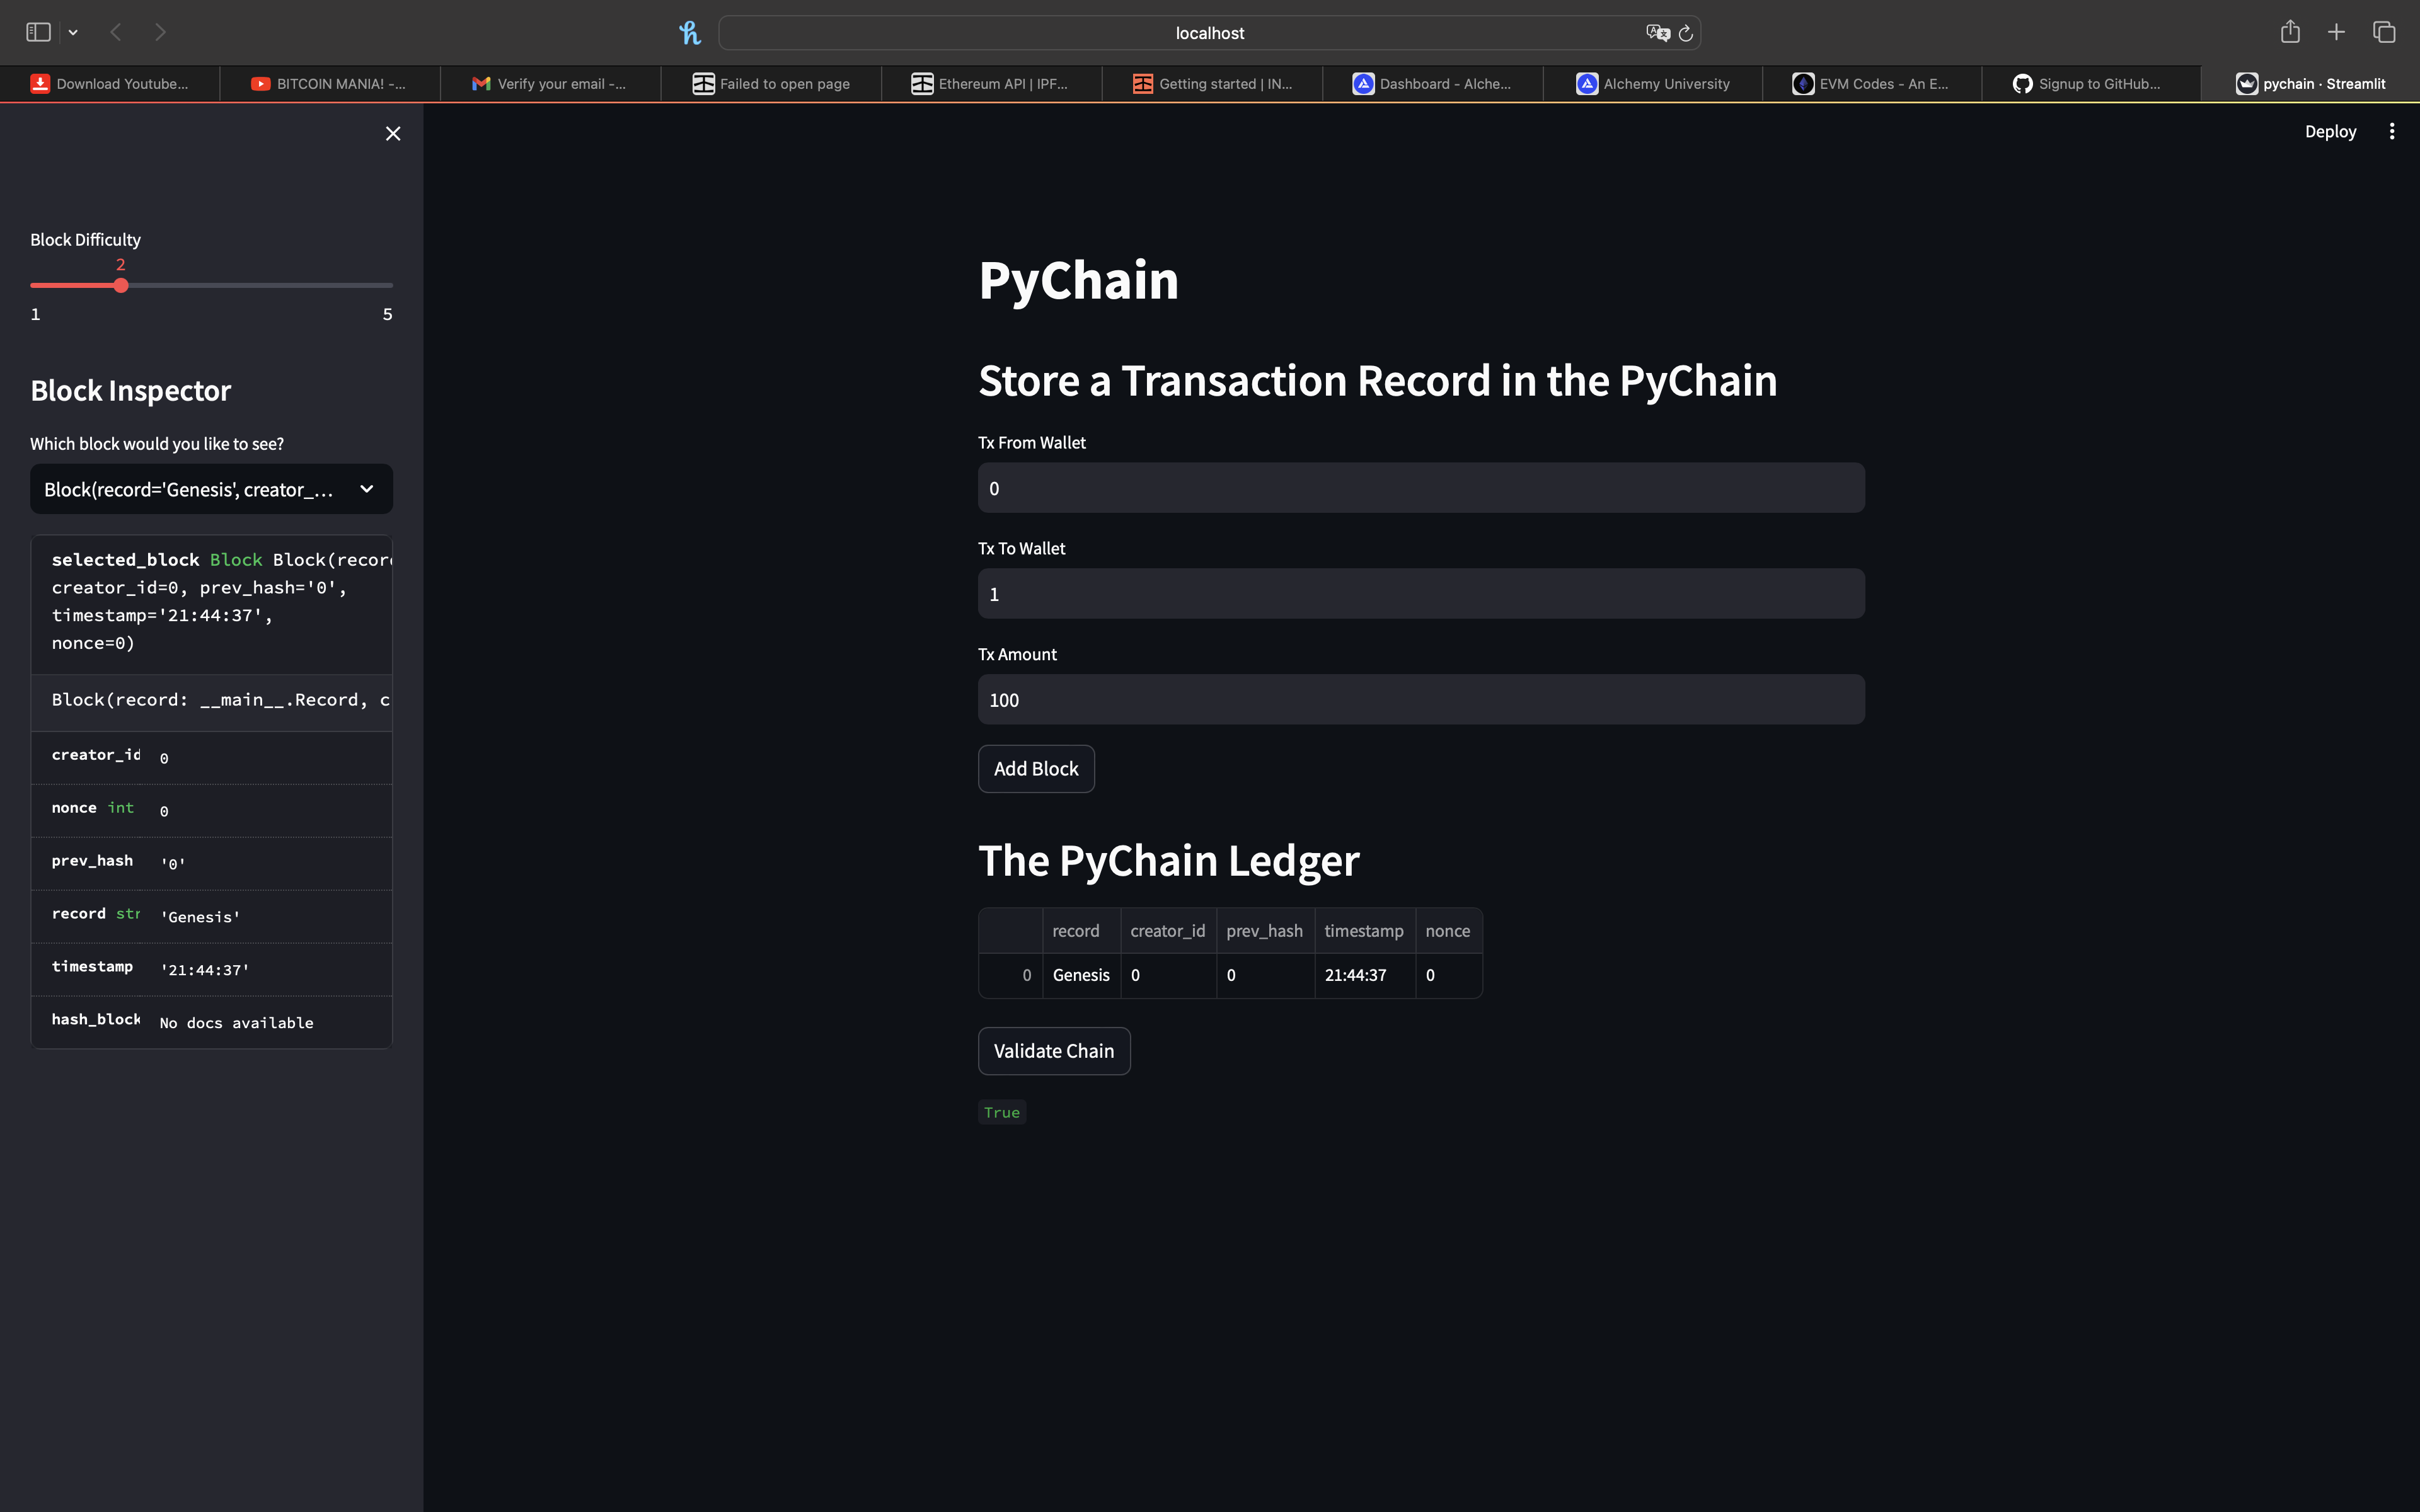 localhost
Download Youtube...
BITCOIN MANIA! -...
Verify your email -...
Failed to open page
Ethereum API | IPF...
Getting started | IN...
Dashboard - Alche...
Alchemy University
EVM Codes - An E...
Signup to GitHub...
pychain · Streamlit
Deploy
Block Difficulty
2
1 5
Block Inspector
Which block would you like to see?
Block(record='Genesis', creator_...
selected_block Block Block(recor
creator_id=0, prev_hash='0',
timestamp='21:44:37',
nonce=0)
Block(record: __main__.Record, c
creator_id 0
nonce int 0
prev_hash '0'
record str 'Genesis'
timestamp '21:44:37'
hash_block No docs available
PyChain
Store a Transaction Record in the PyChain
Tx From Wallet
0
Tx To Wallet
1
Tx Amount
100
Add Block
The PyChain Ledger
record creator_id prev_hash timestamp nonce
0 Genesis 0 0 21:44:37 0
Validate Chain
True